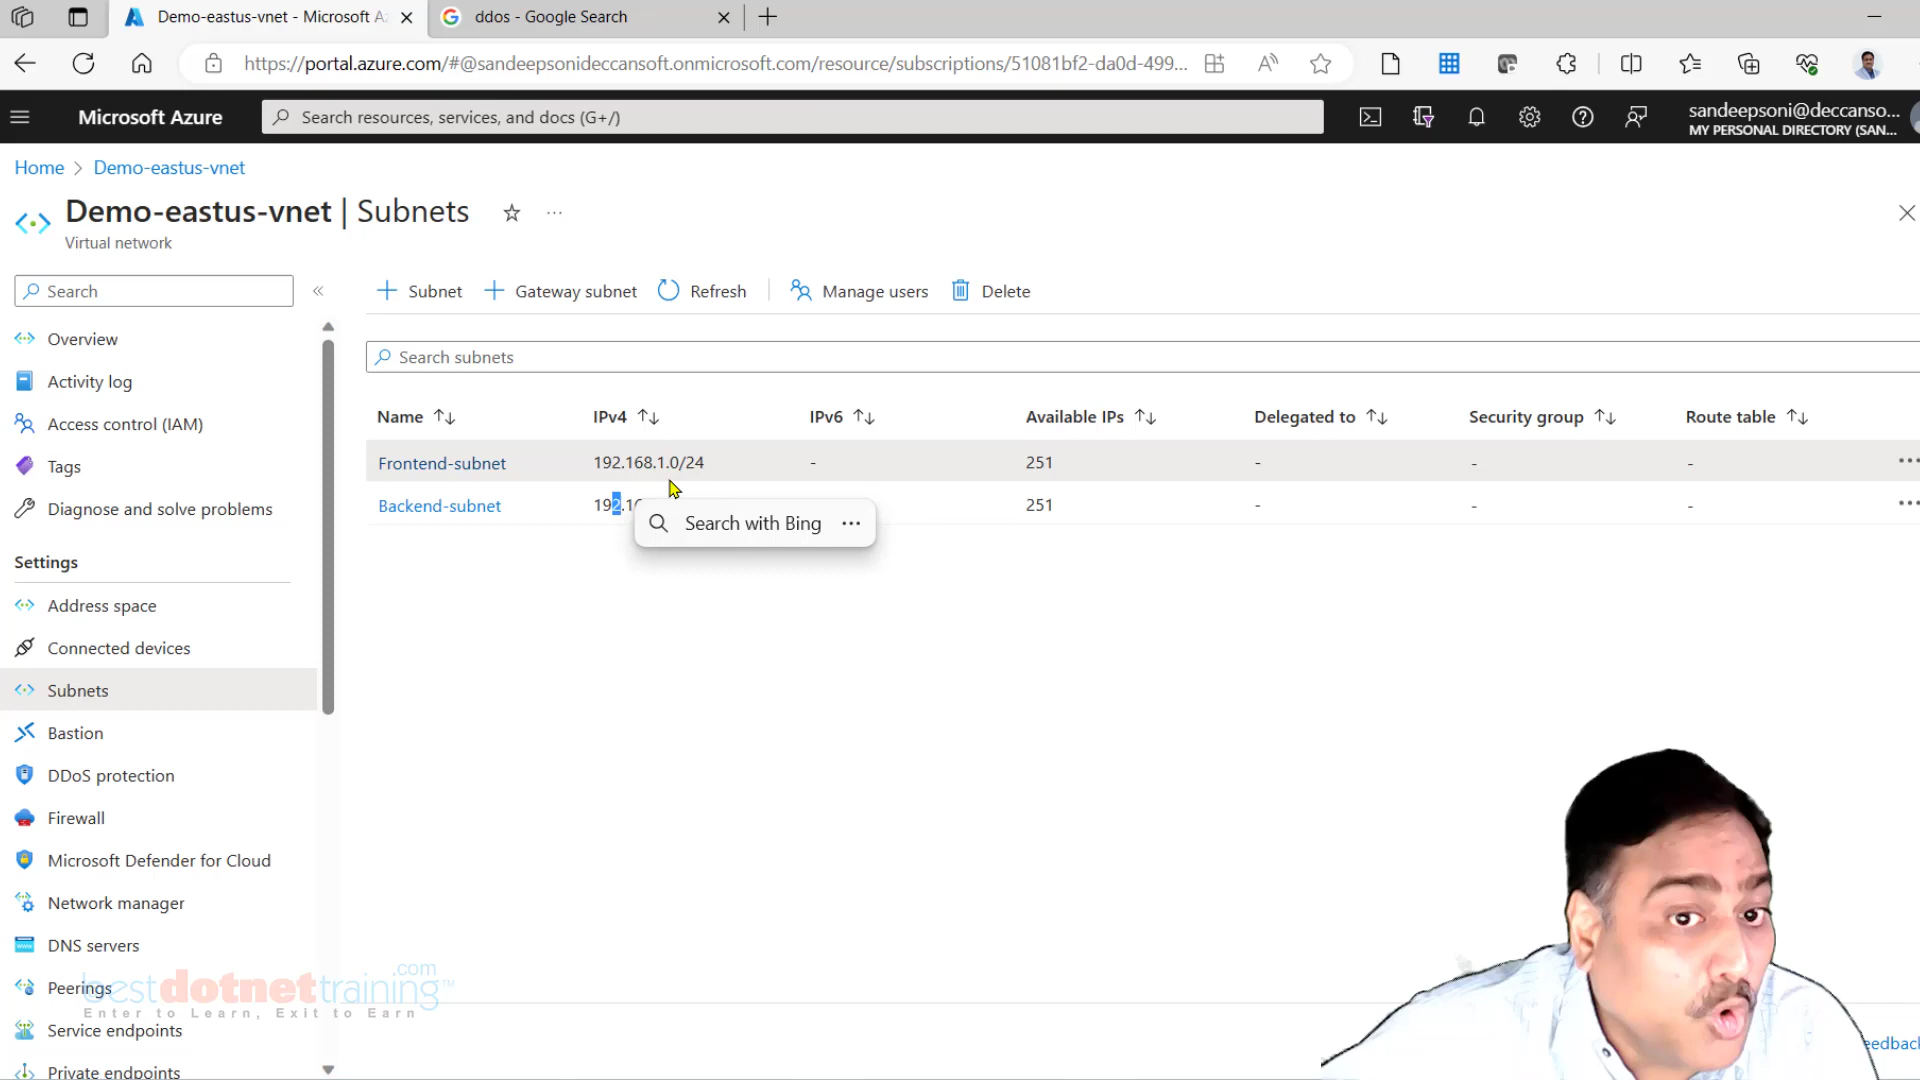 Demo-eastus-vnet - Microsoft A
ddos - Google Search
https://portal.azure.com/#@sandeepsonideccansoft.onmicrosoft.com/resource/subscriptions/51081bf2-da0d-499...
Microsoft Azure
Search resources, services, and docs (G+/)
sandeepsoni@deccanso...
MY PERSONAL DIRECTORY (SAN...
Home > Demo-eastus-vnet
Demo-eastus-vnet | Subnets
Virtual network
Search
Subnet
Gateway subnet
Refresh
Manage users
Delete
Search subnets
Name IPv4 IPv6 Available IPs Delegated to Security group Route table
Frontend-subnet 192.168.1.0/24 - 251 - - -
Backend-subnet 192.1 251 - - -
Search with Bing
Overview
Activity log
Access control (IAM)
Tags
Diagnose and solve problems
Settings
Address space
Connected devices
Subnets
Bastion
DDoS protection
Firewall
Microsoft Defender for Cloud
Network manager
DNS servers
Peerings
Service endpoints
Private endpoints
bestdotnettraining.com™
Enter to Learn, Exit to Earn
eedback